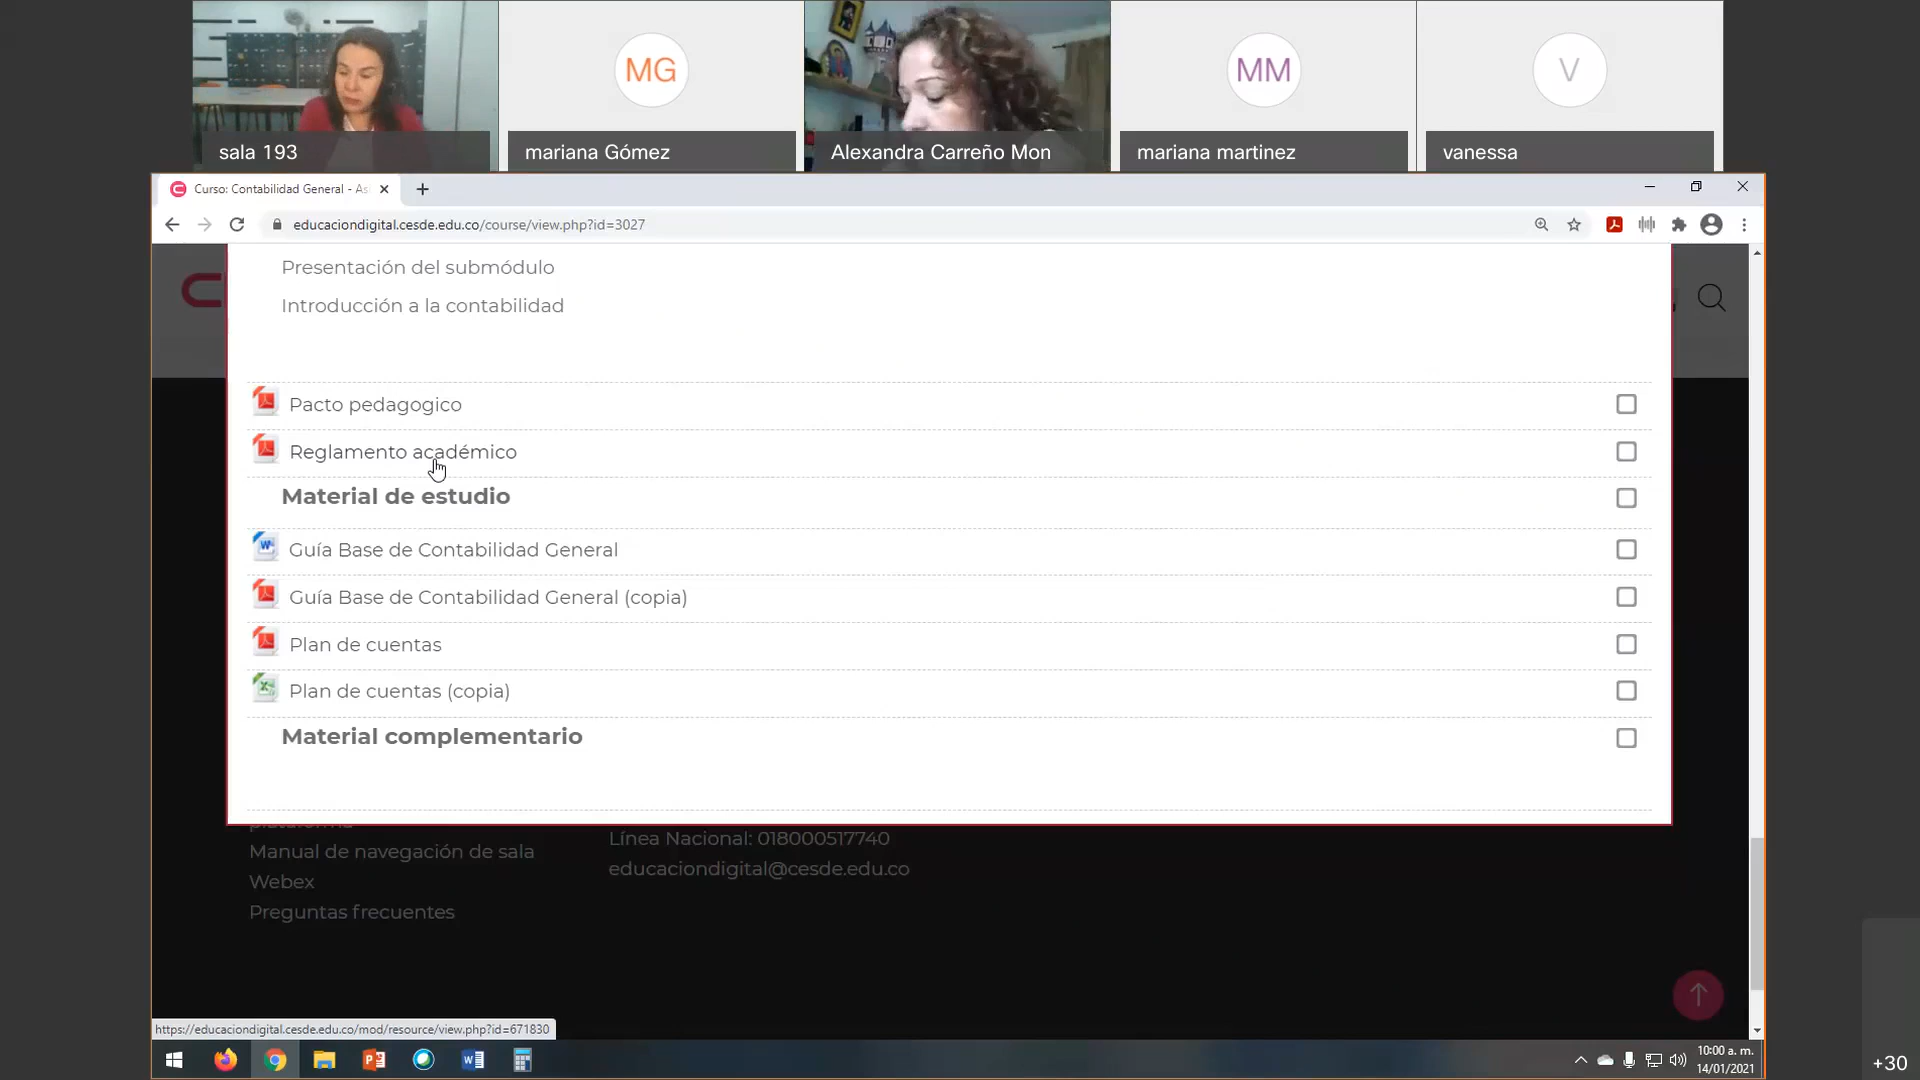 MG
MM
V
sala 193
mariana Gómez
Alexandra Carreño Mon
mariana martinez
vanessa
Curso: Contabilidad General - As
educaciondigital.cesde.edu.co/course/view.php?id=3027
Presentación del submódulo
Introducción a la contabilidad
Pacto pedagogico
Reglamento académico
Material de estudio
Guía Base de Contabilidad General
Guía Base de Contabilidad General (copia)
Plan de cuentas
Plan de cuentas (copia)
Material complementario
Línea Nacional: 018000517740
Manual de navegación de sala
educaciondigital@cesde.edu.co
Webex
Preguntas frecuentes
https://educaciondigital.cesde.edu.co/mod/resource/view.php?id=671830
10:00 a. m.
14/01/2021
+30